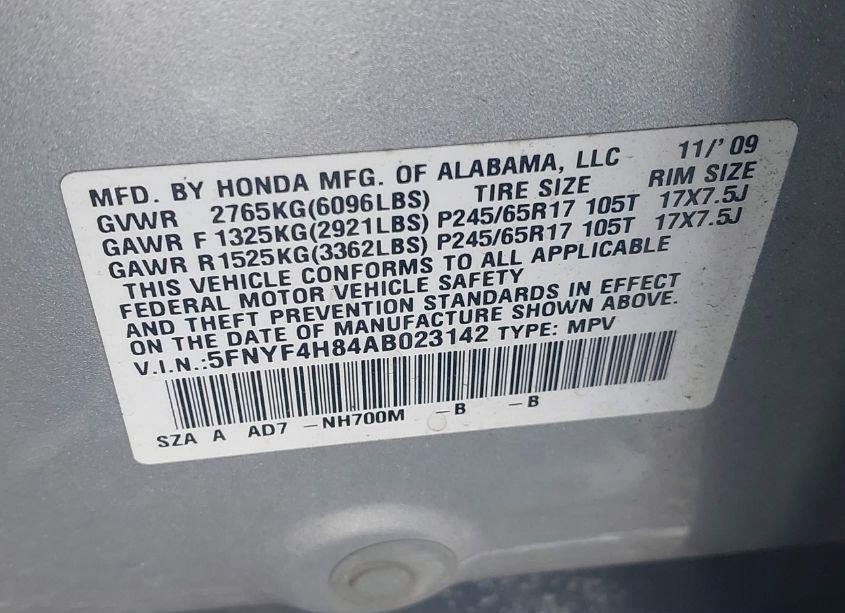 MFD. BY HONDA MFG. OF ALABAMA, LLC 11/'09
GVWR 2765KG(6096LBS) TIRE SIZE RIM SIZE
GAWR F 1325KG(2921LBS) P245/65R17 105T 17X7.5J
GAWR R1525KG(3362LBS) P245/65R17 105T 17X7.5J
THIS VEHICLE CONFORMS TO ALL APPLICABLE
FEDERAL MOTOR VEHICLE SAFETY
AND THEFT PREVENTION STANDARDS IN EFFECT
ON THE DATE OF MANUFACTURE SHOWN ABOVE.
V.I.N.:5FNYF4H84AB023142 TYPE: MPV
SZA A AD7 -NH700M -B -B